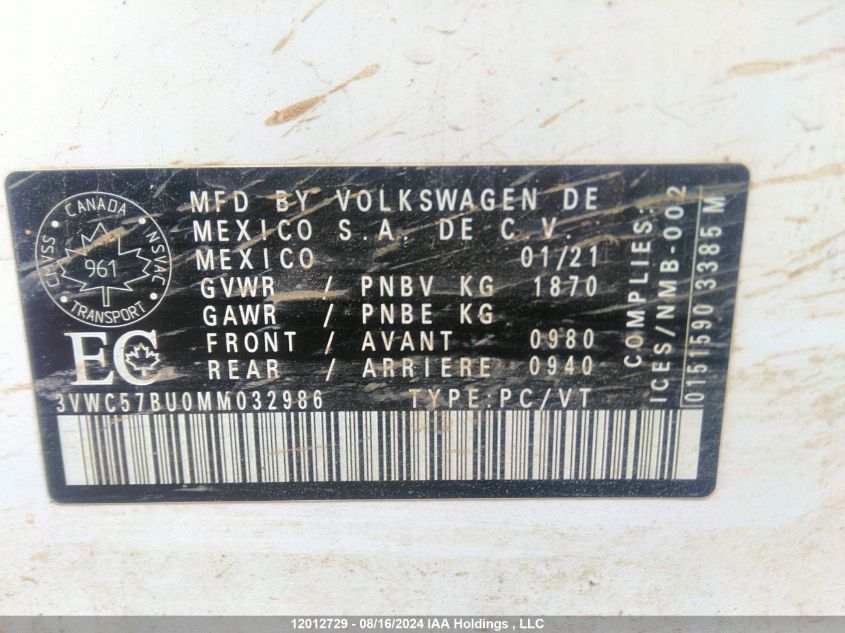 CANADA
CMVSS NSVAC
961
TRANSPORT
EC
MFD BY VOLKSWAGEN DE
MEXICO S.A. DE C.V.
MEXICO 01/21
GVWR / PNBV KG 1870
GAWR / PNBE KG
FRONT / AVANT 0980
REAR / ARRIERE 0940
3VWC57BU0MM032986 TYPE:PC/VT
COMPLIES:
ICES/NMB-002
0151590 3385 M
12012729 - 08/16/2024 IAA Holdings , LLC